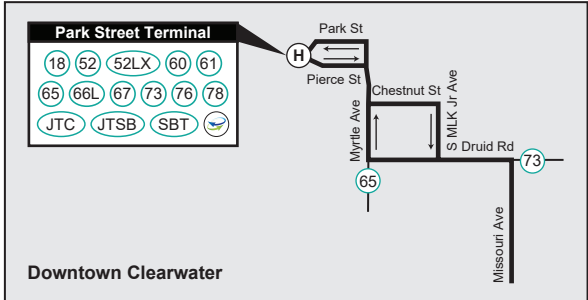 Park Street Terminal
18 52 52LX 60 61
65 66L 67 73 76 78
JTC JTSB SBT
H
Park St
Pierce St
Chestnut St
Myrtle Ave
S MLK Jr Ave
Druid Rd
73
65
Missouri Ave
Downtown Clearwater